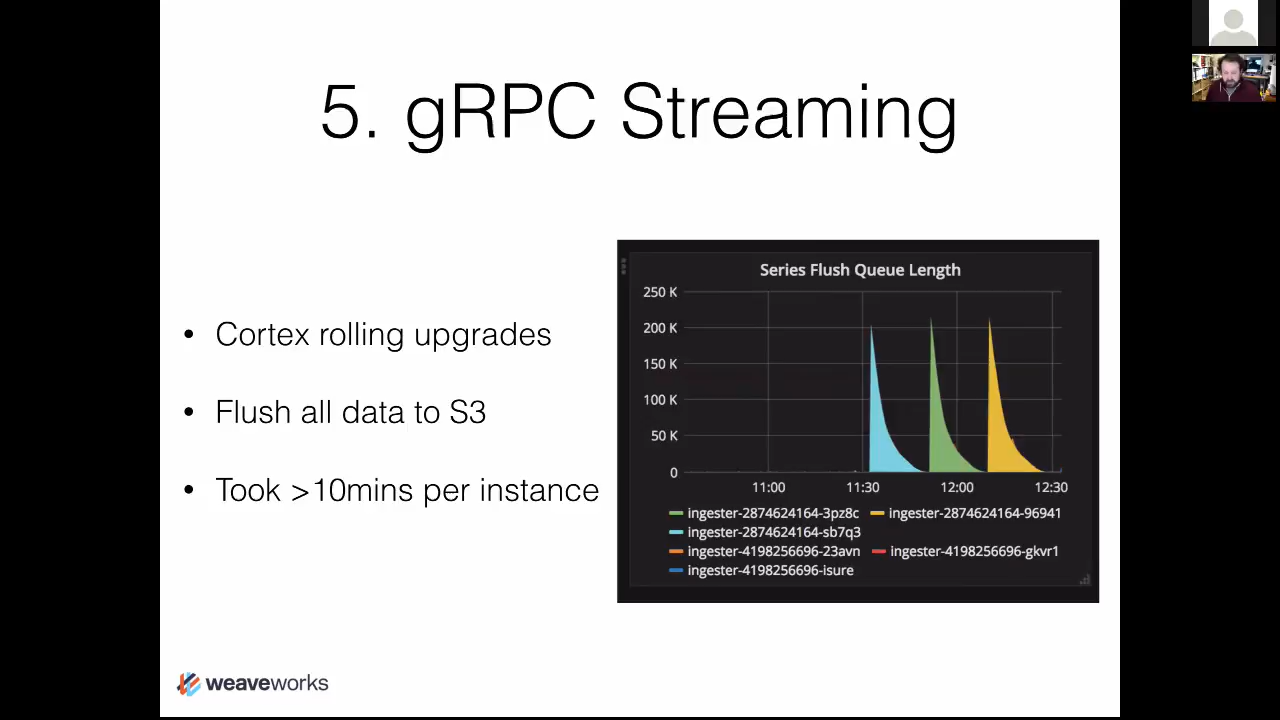 5. gRPC Streaming
• Cortex rolling upgrades
• Flush all data to S3
• Took >10mins per instance
Series Flush Queue Length
250 K
200 K
150 K
100 K
50 K
0
11:00 11:30 12:00 12:30
ingester-2874624164-3pz8c ingester-2874624164-96941
ingester-2874624164-sb7q3
ingester-4198256696-23avn ingester-4198256696-gkvr1
ingester-4198256696-isure
weaveworks